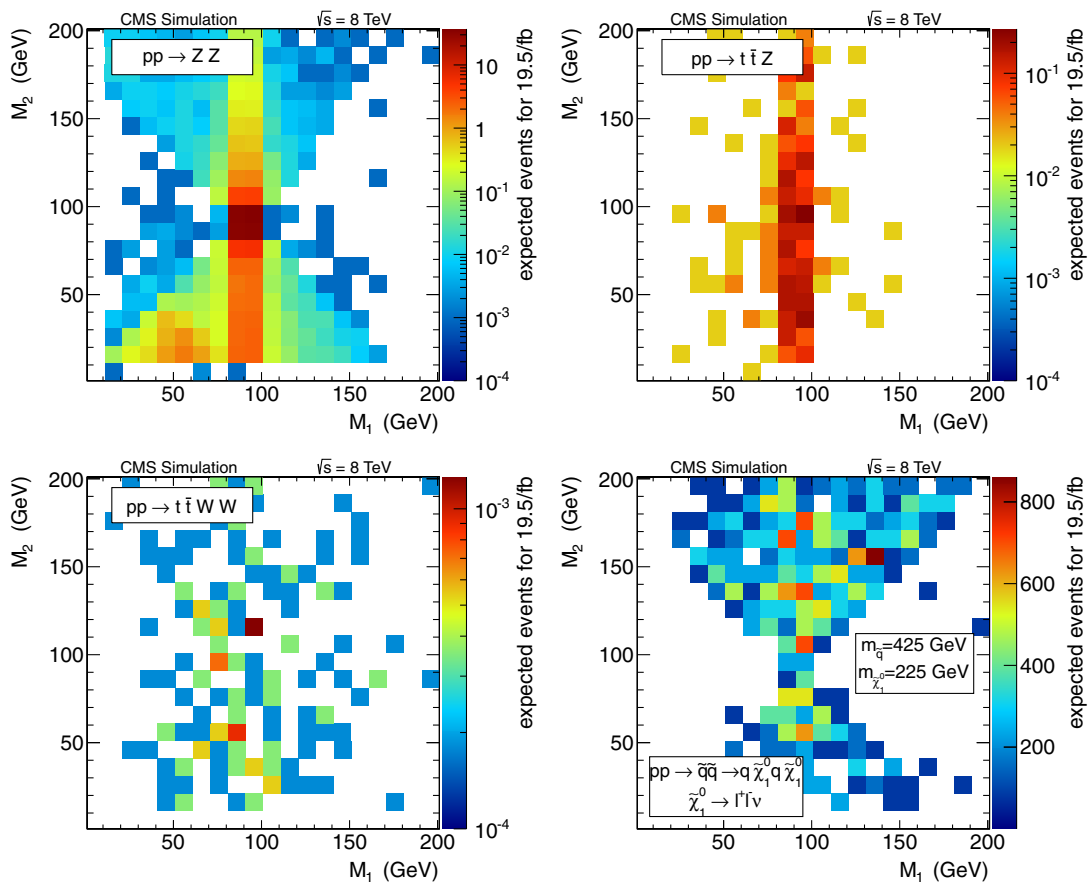 CMS Simulation √s = 8 TeV
pp → Z Z
M₂ (GeV)
200
150
100
50
50 100 150 200
M₁ (GeV)
10
1
10⁻¹
10⁻²
10⁻³
10⁻⁴
expected events for 19.5/fb
CMS Simulation √s = 8 TeV
pp → t t̄ Z
M₂ (GeV)
200
150
100
50
50 100 150 200
M₁ (GeV)
10⁻¹
10⁻²
10⁻³
10⁻⁴
expected events for 19.5/fb
CMS Simulation √s = 8 TeV
pp → t t̄ W W
M₂ (GeV)
200
150
100
50
0 50 100 150 200
M₁ (GeV)
10⁻³
10⁻⁴
expected events for 19.5/fb
CMS Simulation √s = 8 TeV
M₂ (GeV)
200
150
100
50
m_q̃=425 GeV
m_χ̃₁⁰=225 GeV
pp → q̃q̃ → q χ̃₁⁰ q χ̃₁⁰
χ̃₁⁰ → l⁺l⁻ν
0 50 100 150 200
M₁ (GeV)
800
600
400
200
expected events for 19.5/fb